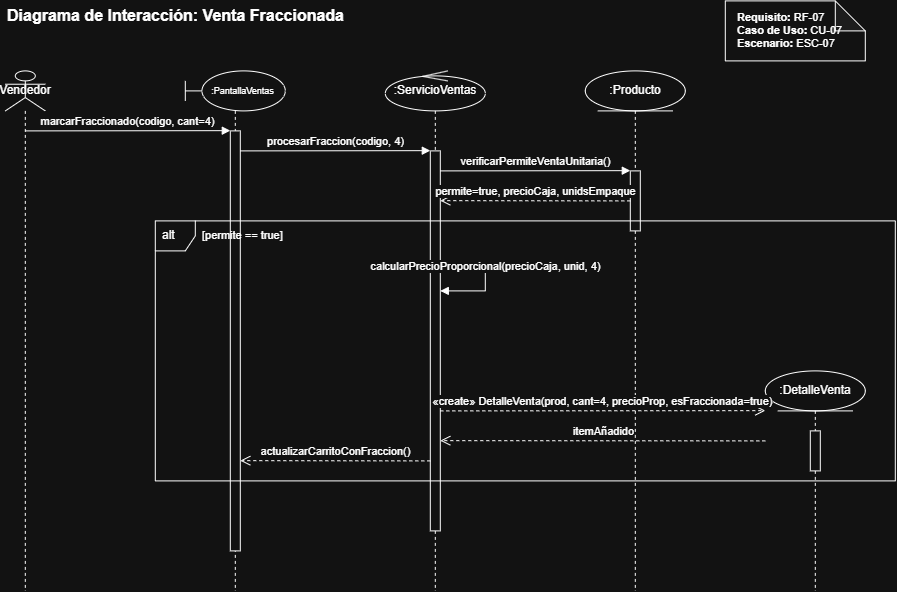 Diagrama de Interacción: Venta Fraccionada
Requisito: RF-07
Caso de Uso: CU-07
Escenario: ESC-07
Vendedor
:PantallaVentas
:ServicioVentas
:Producto
marcarFraccionado(codigo, cant=4)
procesarFraccion(codigo, 4)
verificarPermiteVentaUnitaria()
permite=true, precioCaja, unidsEmpaque
alt
[permite == true]
calcularPrecioProporcional(precioCaja, unid, 4)
:DetalleVenta
«create» DetalleVenta(prod, cant=4, precioProp, esFraccionada=true)
itemAñadido
actualizarCarritoConFraccion()